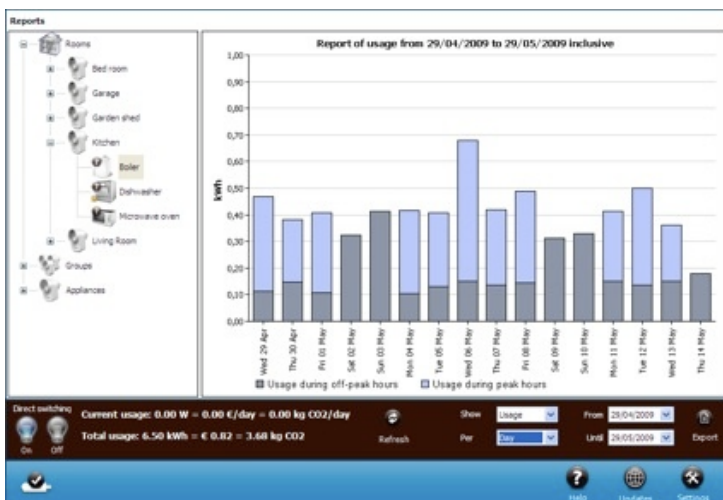 Reports
Rooms
Bed room
Garage
Garden shed
Kitchen
Boiler
Dishwasher
Microwave oven
Living Room
Groups
Appliances
Report of usage from 29/04/2009 to 29/05/2009 inclusive
kWh
1,00
0,90
0,80
0,70
0,60
0,50
0,40
0,30
0,20
0,10
0,00
Wed 29 Apr
Thu 30 Apr
Fri 01 May
Sat 02 May
Sun 03 May
Mon 04 May
Tue 05 May
Wed 06 May
Thu 07 May
Fri 08 May
Sat 09 May
Sun 10 May
Mon 11 May
Tue 12 May
Wed 13 May
Thu 14 May
Usage during off-peak hours
Usage during peak hours
Direct switching
On Off
Current usage: 0.00 W = 0.00 €/day = 0.00 kg CO2/day
Total usage: 6.50 kWh = € 0.82 = 3.68 kg CO2
Refresh
Show Usage
Per Day
From 29/04/2009
Until 29/05/2009
Export
Help Updates Settings